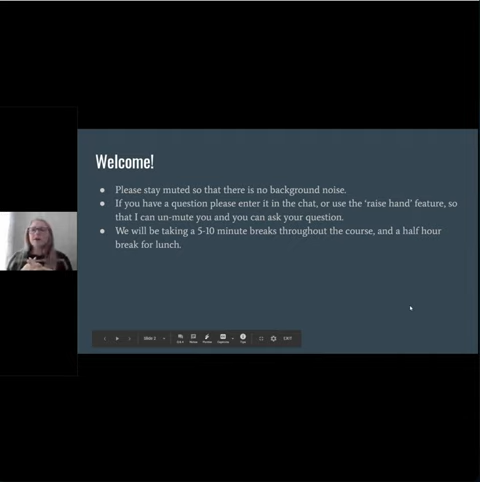 Welcome!
Please stay muted so that there is no background noise.
If you have a question please enter it in the chat, or use the 'raise hand' feature, so
that I can un-mute you and you can ask your question.
We will be taking a 5-10 minute breaks throughout the course, and a half hour
break for lunch.
EXIT